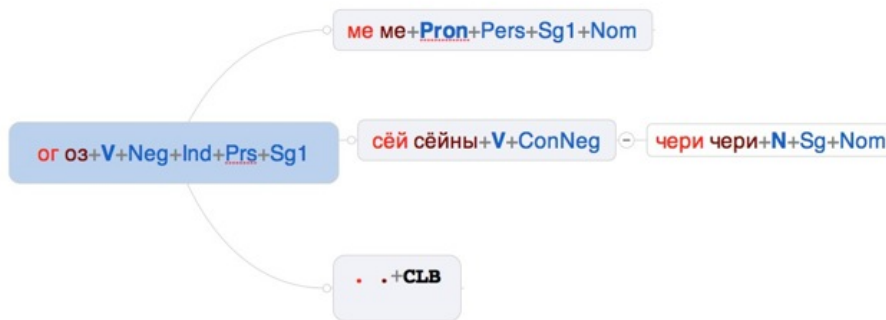 ме ме+Pron+Pers+Sg1+Nom
ог оз+V+Neg+Ind+Prs+Sg1
сёй сёйны+V+ConNeg
чери чери+N+Sg+Nom
. .+CLB